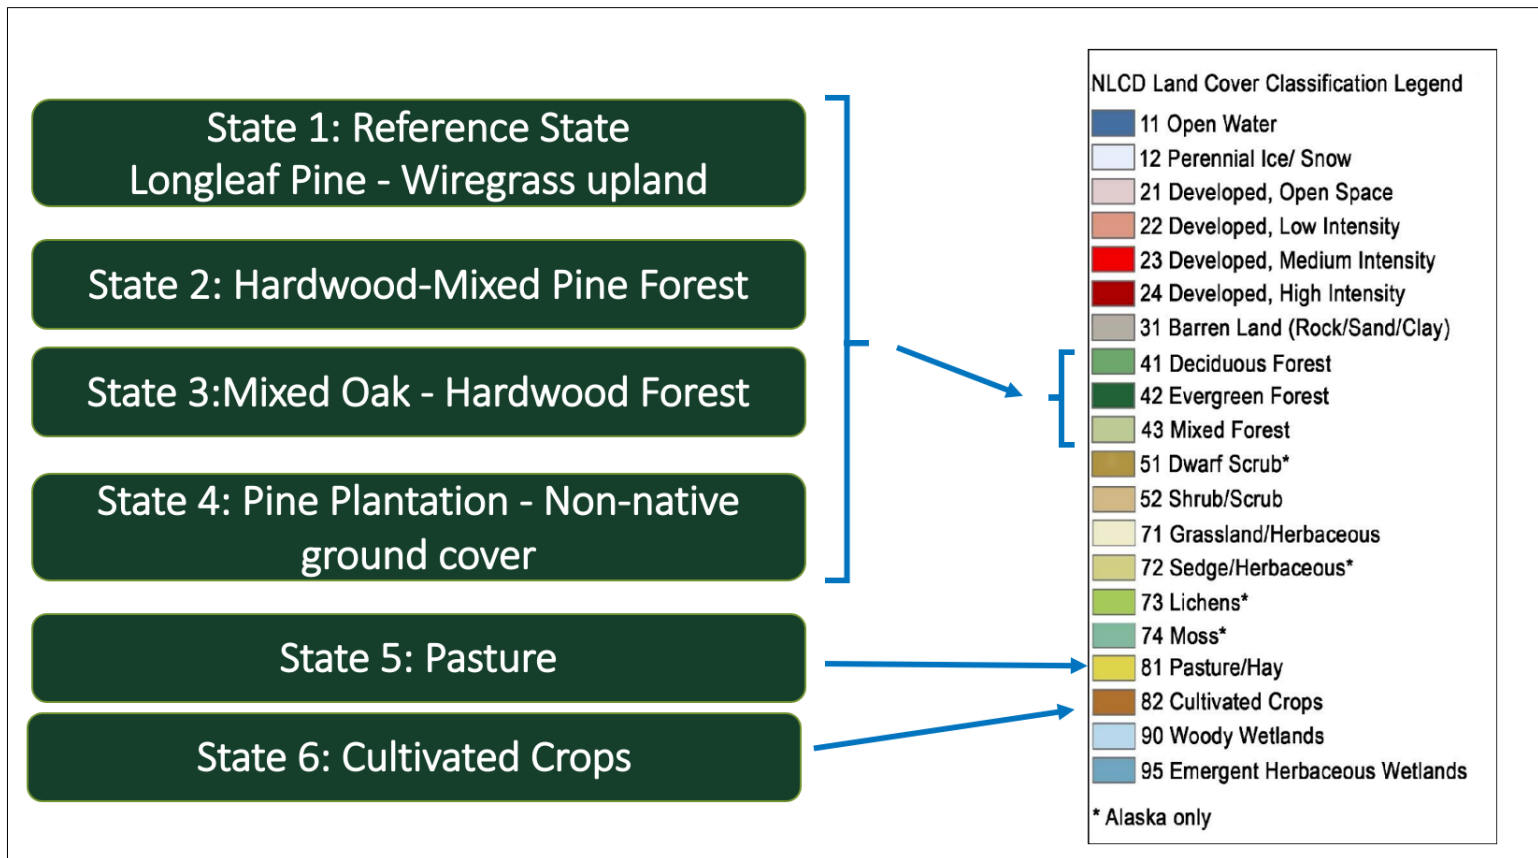 State 1: Reference State
Longleaf Pine - Wiregrass upland
State 2: Hardwood-Mixed Pine Forest
State 3:Mixed Oak - Hardwood Forest
State 4: Pine Plantation - Non-native
ground cover
State 5: Pasture
State 6: Cultivated Crops
NLCD Land Cover Classification Legend
11 Open Water
12 Perennial Ice/ Snow
21 Developed, Open Space
22 Developed, Low Intensity
23 Developed, Medium Intensity
24 Developed, High Intensity
31 Barren Land (Rock/Sand/Clay)
41 Deciduous Forest
42 Evergreen Forest
43 Mixed Forest
51 Dwarf Scrub*
52 Shrub/Scrub
71 Grassland/Herbaceous
72 Sedge/Herbaceous*
73 Lichens*
74 Moss*
81 Pasture/Hay
82 Cultivated Crops
90 Woody Wetlands
95 Emergent Herbaceous Wetlands
* Alaska only